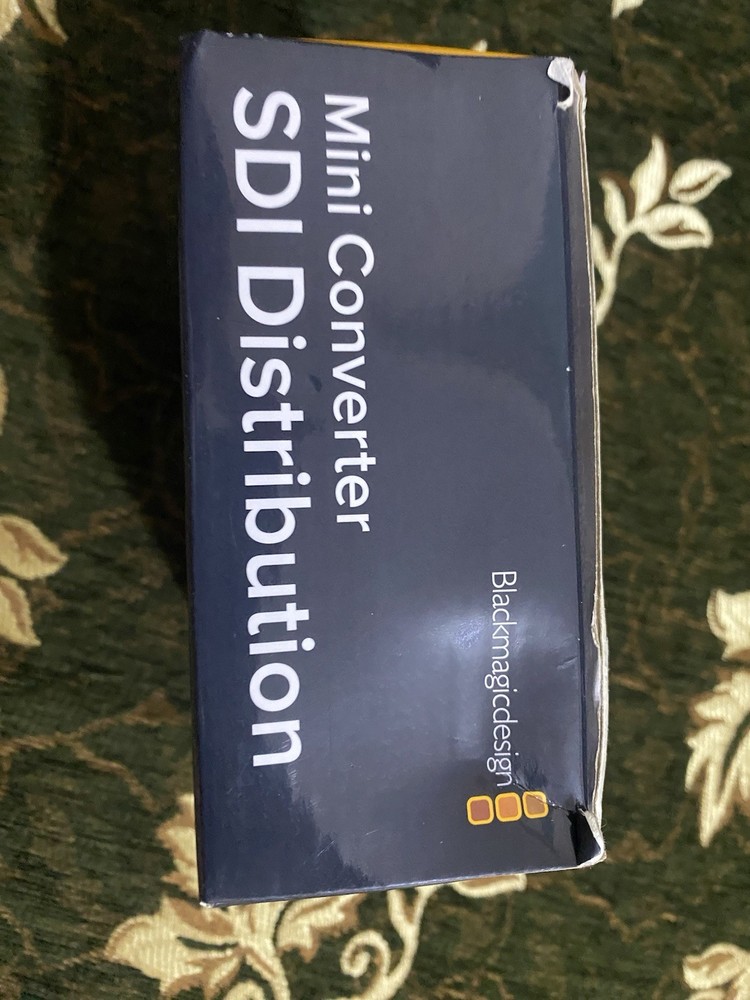 Blackmagicdesign
Mini Converter
SDI Distribution